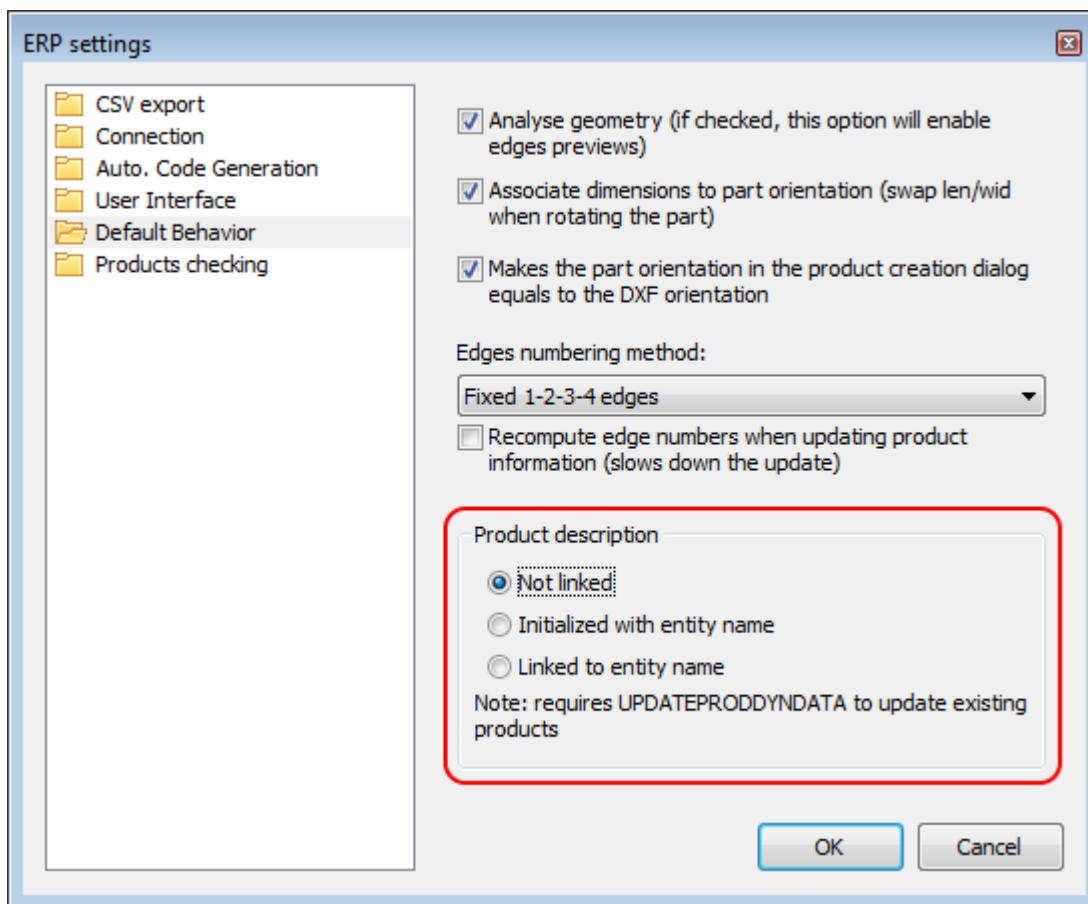 ERP settings
CSV export
Connection
Auto. Code Generation
User Interface
Default Behavior
Products checking
Analyse geometry (if checked, this option will enable
edges previews)
Associate dimensions to part orientation (swap len/wid
when rotating the part)
Makes the part orientation in the product creation dialog
equals to the DXF orientation
Edges numbering method:
Fixed 1-2-3-4 edges
Recompute edge numbers when updating product
information (slows down the update)
Product description
Not linked
Initialized with entity name
Linked to entity name
Note: requires UPDATEPRODDYNDATA to update existing
products
OK
Cancel